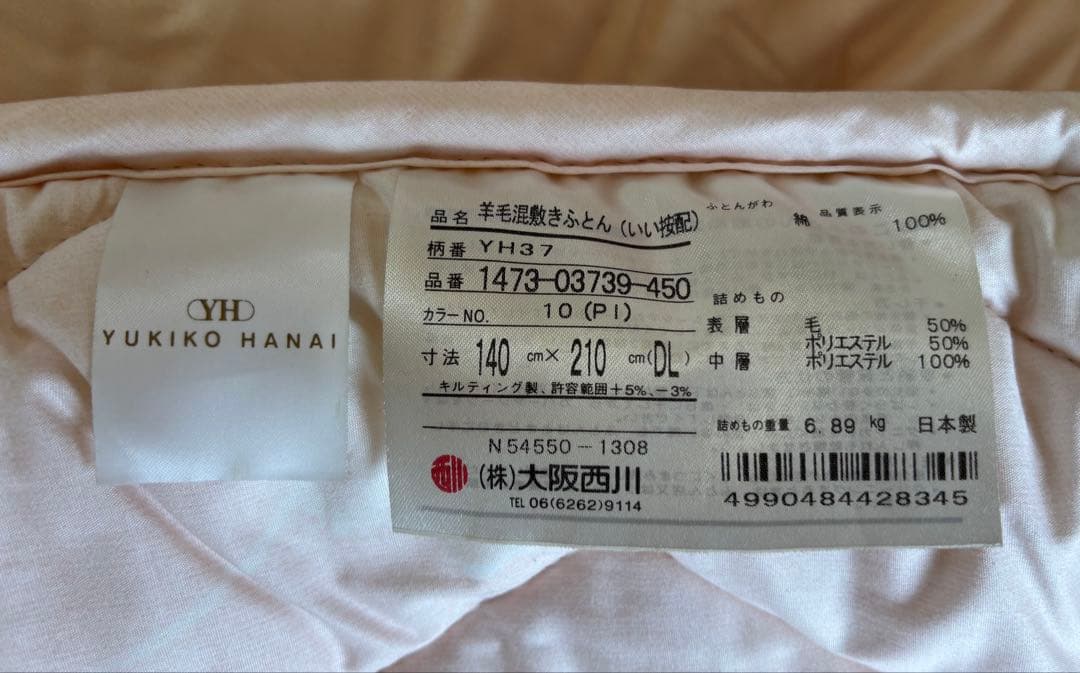 YH
YUKIKO HANAI
品名 羊毛混敷きふとん(いい按配)
柄番 YH37
品番 1473-03739-450
カラーNO. 10(PI)
寸法 140 cm× 210 cm(DL)
キルティング製、許容範囲+5%、-3%
N54550-1308
西川
(株)大阪西川
TEL 06(6262)9114
品質表示
ふとんがわ 綿 100%
詰めもの
表層 毛 50%
ポリエステル 50%
中層 ポリエステル 100%
詰めもの重量 6.89 kg 日本製
4990484428345